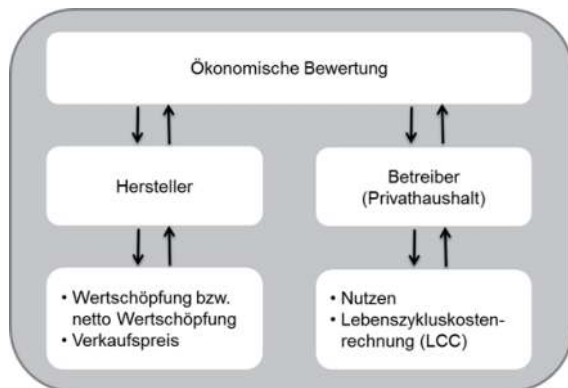 Ökonomische Bewertung
Hersteller
Betreiber
(Privathaushalt)
• Wertschöpfung bzw.
netto Wertschöpfung
• Verkaufspreis
• Nutzen
• Lebenszykluskosten-
rechnung (LCC)